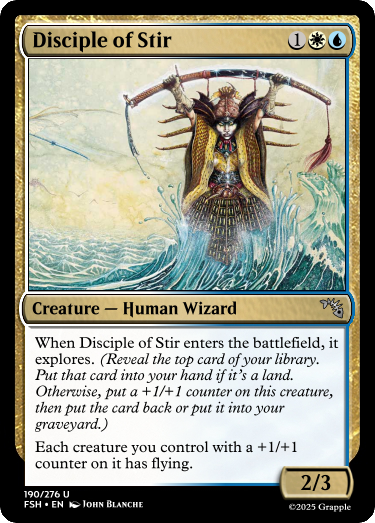 Disciple of Stir 1
Creature — Human Wizard
When Disciple of Stir enters the battlefield, it
explores. (Reveal the top card of your library.
Put that card into your hand if it's a land.
Otherwise, put a +1/+1 counter on this creature,
then put the card back or put it into your
graveyard.)
Each creature you control with a +1/+1
counter on it has flying.
2/3
190/276 U
FSH • EN John Blanche
©2025 Grapple